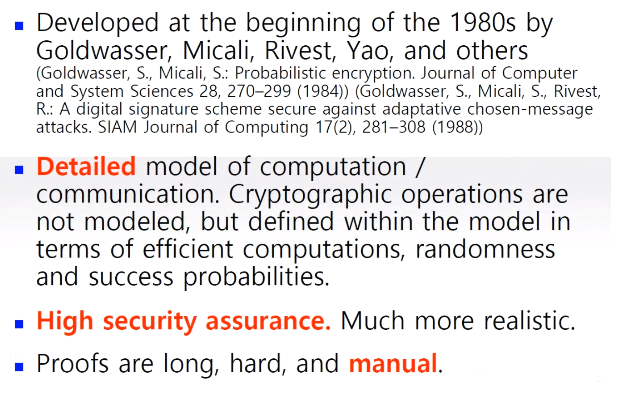 ▪ Developed at the beginning of the 1980s by
Goldwasser, Micali, Rivest, Yao, and others
(Goldwasser, S., Micali, S.: Probabilistic encryption. Journal of Computer
and System Sciences 28, 270–299 (1984)) (Goldwasser, S., Micali, S., Rivest,
R.: A digital signature scheme secure against adaptative chosen-message
attacks. SIAM Journal of Computing 17(2), 281–308 (1988))
▪ Detailed model of computation /
communication. Cryptographic operations are
not modeled, but defined within the model in
terms of efficient computations, randomness
and success probabilities.
▪ High security assurance. Much more realistic.
▪ Proofs are long, hard, and manual.